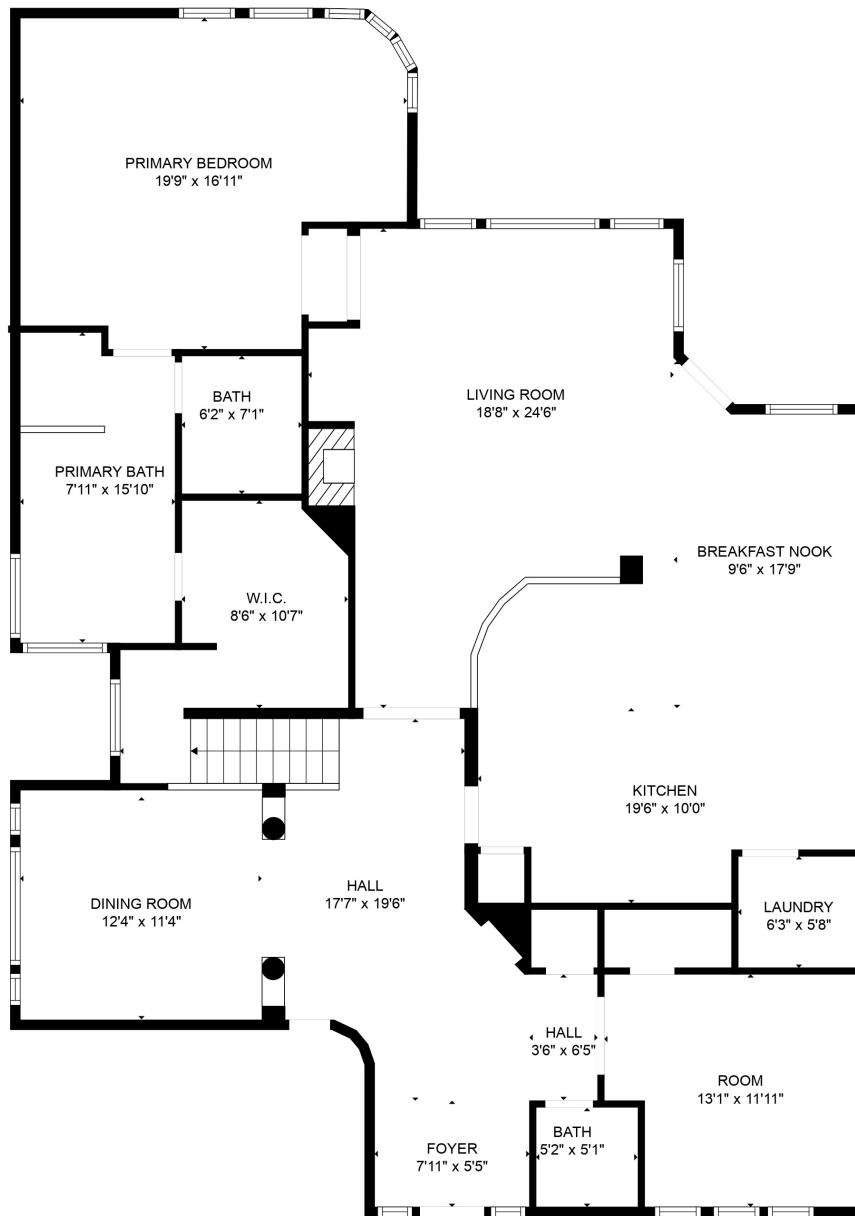 PRIMARY BEDROOM
19'9" x 16'11"
BATH
6'2" x 7'1"
LIVING ROOM
18'8" x 24'6"
PRIMARY BATH
7'11" x 15'10"
BREAKFAST NOOK
9'6" x 17'9"
W.I.C.
8'6" x 10'7"
KITCHEN
19'6" x 10'0"
DINING ROOM
12'4" x 11'4"
HALL
17'7" x 19'6"
LAUNDRY
6'3" x 5'8"
HALL
3'6" x 6'5"
ROOM
13'1" x 11'11"
FOYER
7'11" x 5'5"
BATH
5'2" x 5'1"